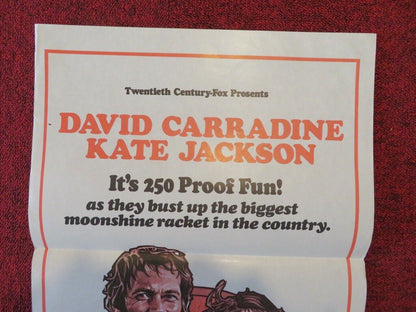 Twentieth Century-Fox Presents
DAVID CARRADINE
KATE JACKSON
It's 250 Proof Fun!
as they bust up the biggest
moonshine racket in the country.